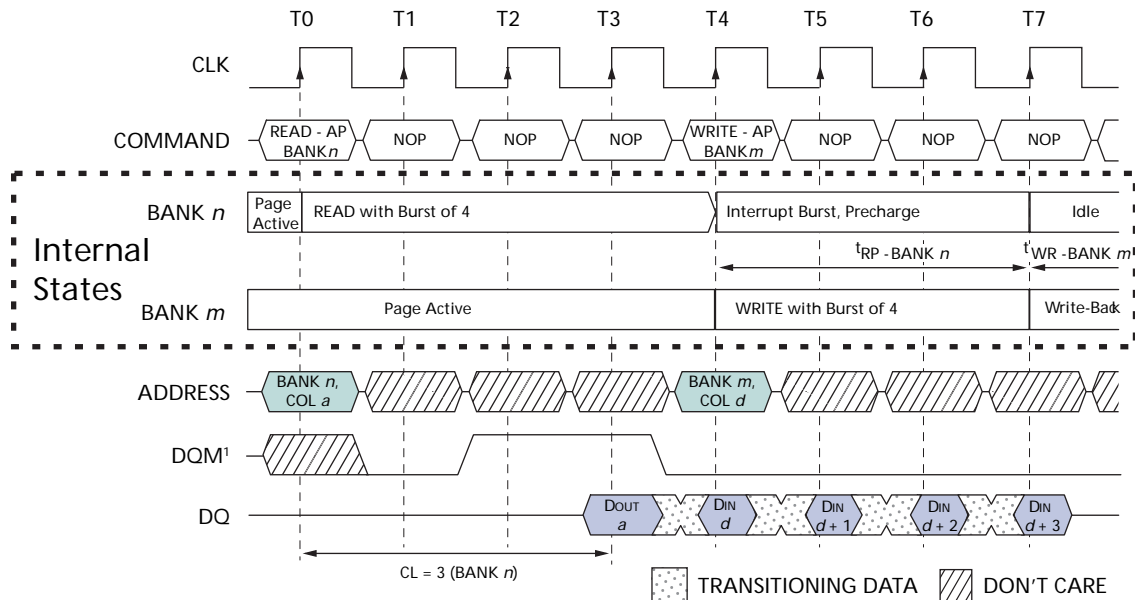 T0 T1 T2 T3 T4 T5 T6 T7
CLK
COMMAND
READ - AP
BANK n
NOP
NOP
NOP
WRITE - AP
BANK m
NOP
NOP
NOP
Internal
States
BANK n
Page
Active
READ with Burst of 4
Interrupt Burst, Precharge
Idle
tRP - BANK n
tWR - BANK m
BANK m
Page Active
WRITE with Burst of 4
Write-Back
ADDRESS
BANK n,
COL a
BANK m,
COL d
DQM1
DQ
DOUT
a
DIN
d
DIN
d + 1
DIN
d + 2
DIN
d + 3
CL = 3 (BANK n)
TRANSITIONING DATA
DON'T CARE